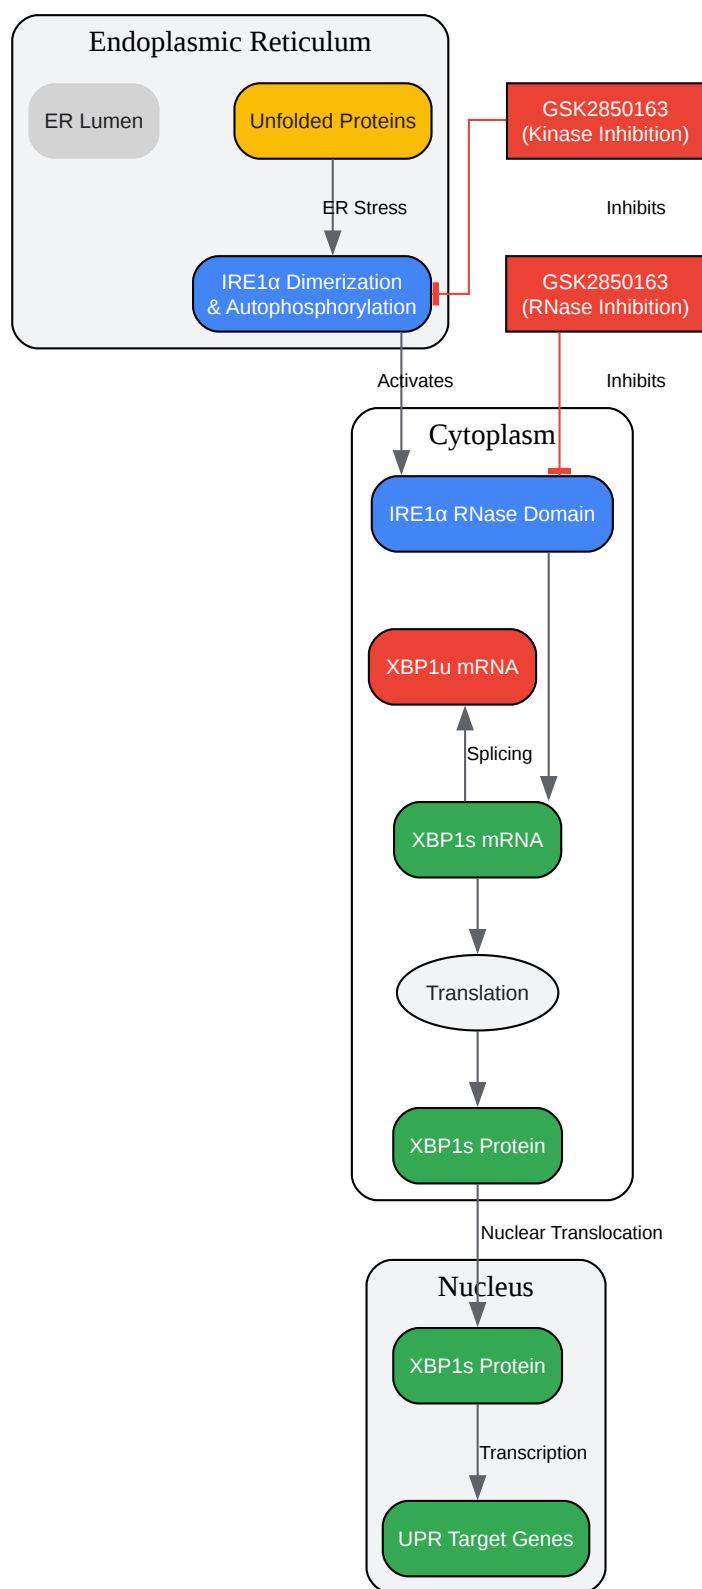 Endoplasmic Reticulum
ER Lumen
Unfolded Proteins
GSK2850163
(Kinase Inhibition)
ER Stress
Inhibits
IRE1α Dimerization
& Autophosphorylation
GSK2850163
(RNase Inhibition)
Activates
Inhibits
Cytoplasm
IRE1α RNase Domain
XBP1u mRNA
Splicing
XBP1s mRNA
Translation
XBP1s Protein
Nuclear Translocation
Nucleus
XBP1s Protein
Transcription
UPR Target Genes